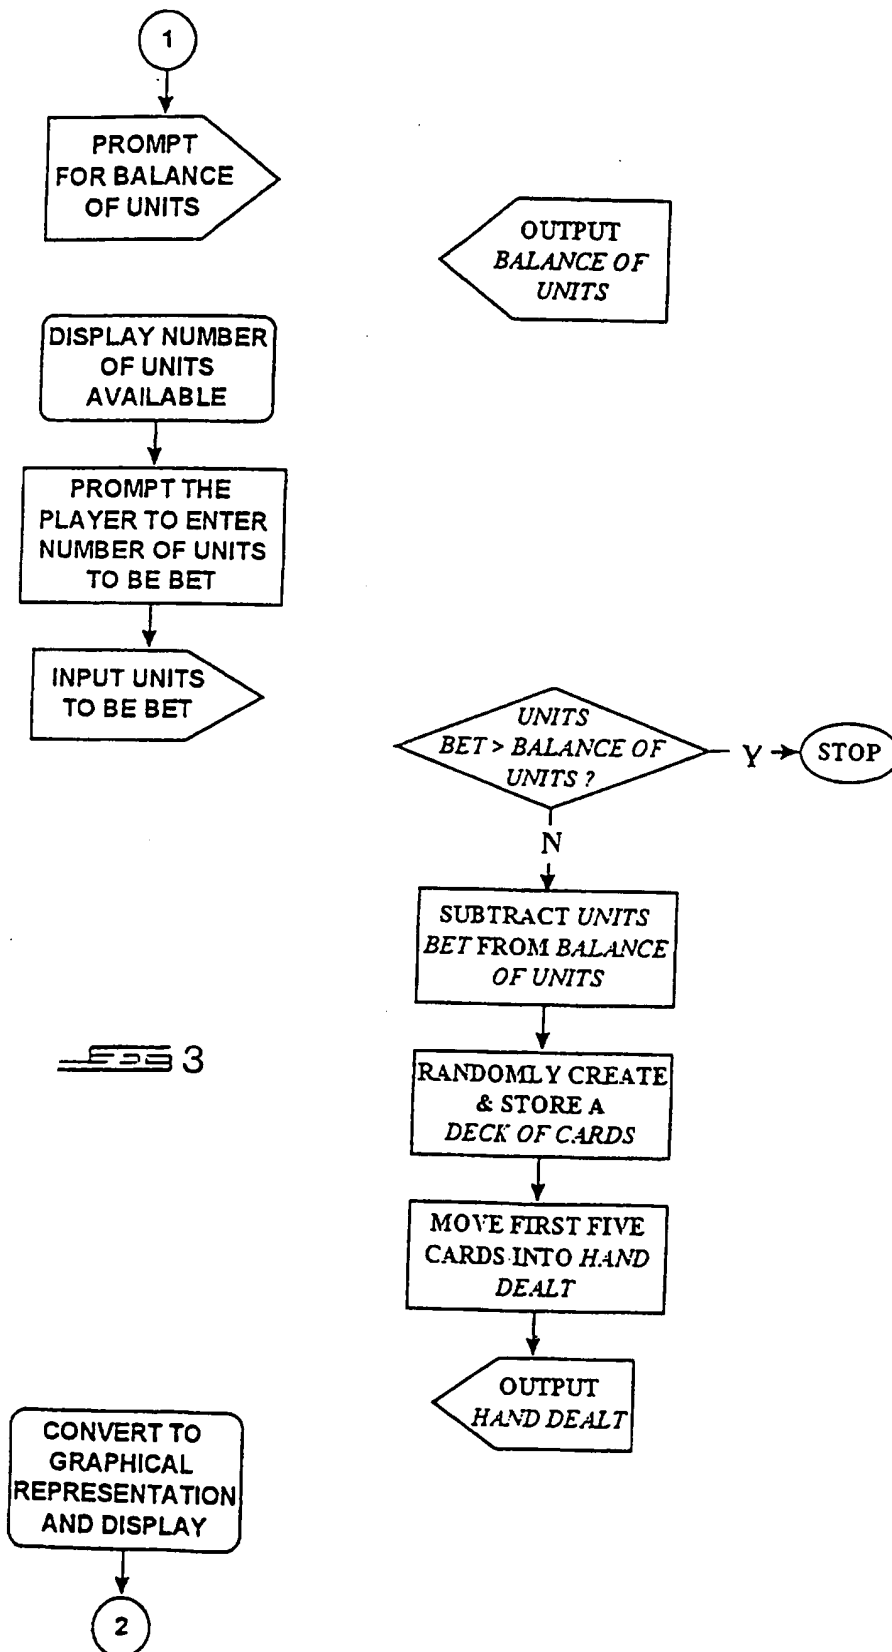 1
PROMPT
FOR BALANCE
OF UNITS
OUTPUT
BALANCE OF
UNITS
DISPLAY NUMBER
OF UNITS
AVAILABLE
PROMPT THE
PLAYER TO ENTER
NUMBER OF UNITS
TO BE BET
INPUT UNITS
TO BE BET
UNITS
BET > BALANCE OF
UNITS ?
Y
STOP
N
SUBTRACT UNITS
BET FROM BALANCE
OF UNITS
3
RANDOMLY CREATE
& STORE A
DECK OF CARDS
MOVE FIRST FIVE
CARDS INTO HAND
DEALT
OUTPUT
HAND DEALT
CONVERT TO
GRAPHICAL
REPRESENTATION
AND DISPLAY
2